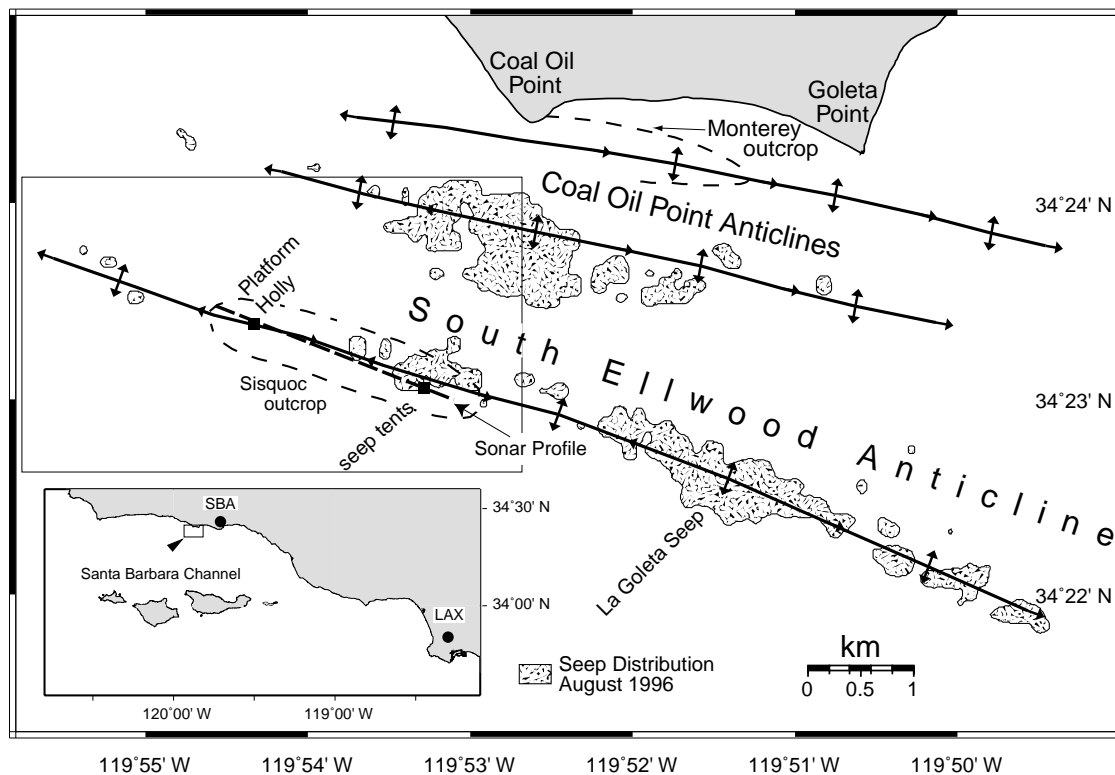 Coal Oil
Point
Goleta
Point
Monterey
outcrop
34˚24' N
Coal Oil Point Anticlines
Platform
Holly
South Ellwood Anticline
Sisquoc
outcrop
34˚23' N
seep tents
Sonar Profile
La Goleta Seep
34˚22' N
SBA
34˚30' N
Santa Barbara Channel
34˚00' N
LAX
120˚00' W
119˚00' W
Seep Distribution
August 1996
km
0
0.5
1
119˚55' W
119˚54' W
119˚53' W
119˚52' W
119˚51' W
119˚50' W